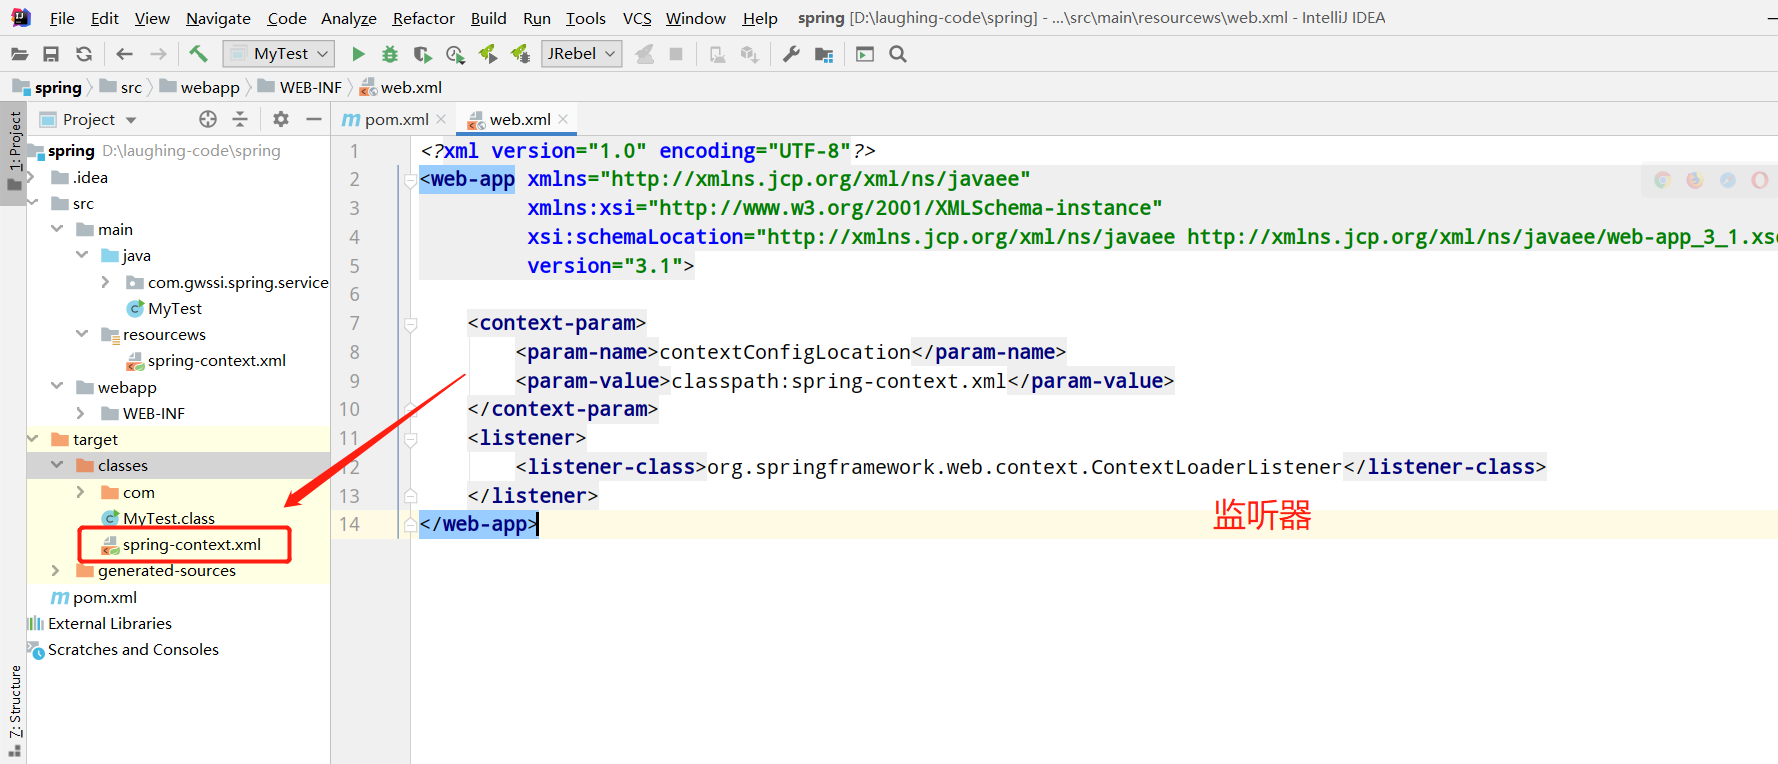 File Edit View Navigate Code Analyze Refactor Build Run Tools VCS Window Help spring [D:\laughing-code\spring] - ...\src\main\resourcews\web.xml - IntelliJ IDEA
MyTest JRebel
spring src webapp WEB-INF web.xml
1: Project
Project
pom.xml web.xml
spring D:\laughing-code\spring
.idea
src
main
java
com.gwssi.spring.service
MyTest
resourcews
spring-context.xml
webapp
WEB-INF
target
classes
com
MyTest.class
spring-context.xml
generated-sources
pom.xml
External Libraries
Scratches and Consoles
7: Structure
1 <?xml version="1.0" encoding="UTF-8"?>
2 <web-app xmlns="http://xmlns.jcp.org/xml/ns/javaee"
3 xmlns:xsi="http://www.w3.org/2001/XMLSchema-instance"
4 xsi:schemaLocation="http://xmlns.jcp.org/xml/ns/javaee http://xmlns.jcp.org/xml/ns/javaee/web-app_3_1.xs
5 version="3.1">
6
7 <context-param>
8 <param-name>contextConfigLocation</param-name>
9 <param-value>classpath:spring-context.xml</param-value>
10 </context-param>
11 <listener>
12 <listener-class>org.springframework.web.context.ContextLoaderListener</listener-class>
13 </listener>
14 </web-app>
监听器